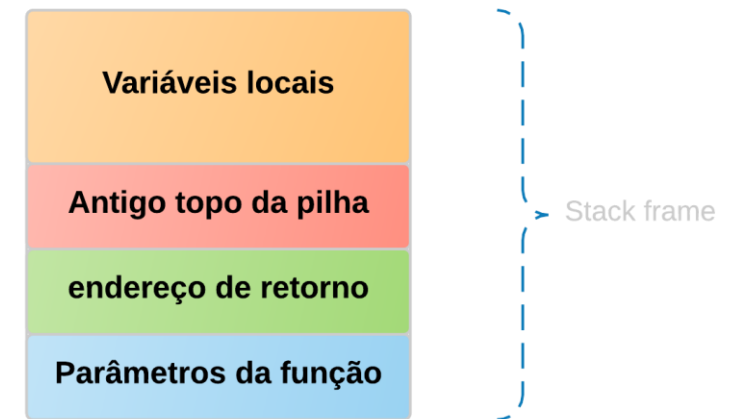 Variáveis locais
Antigo topo da pilha
Stack frame
endereço de retorno
Parâmetros da função